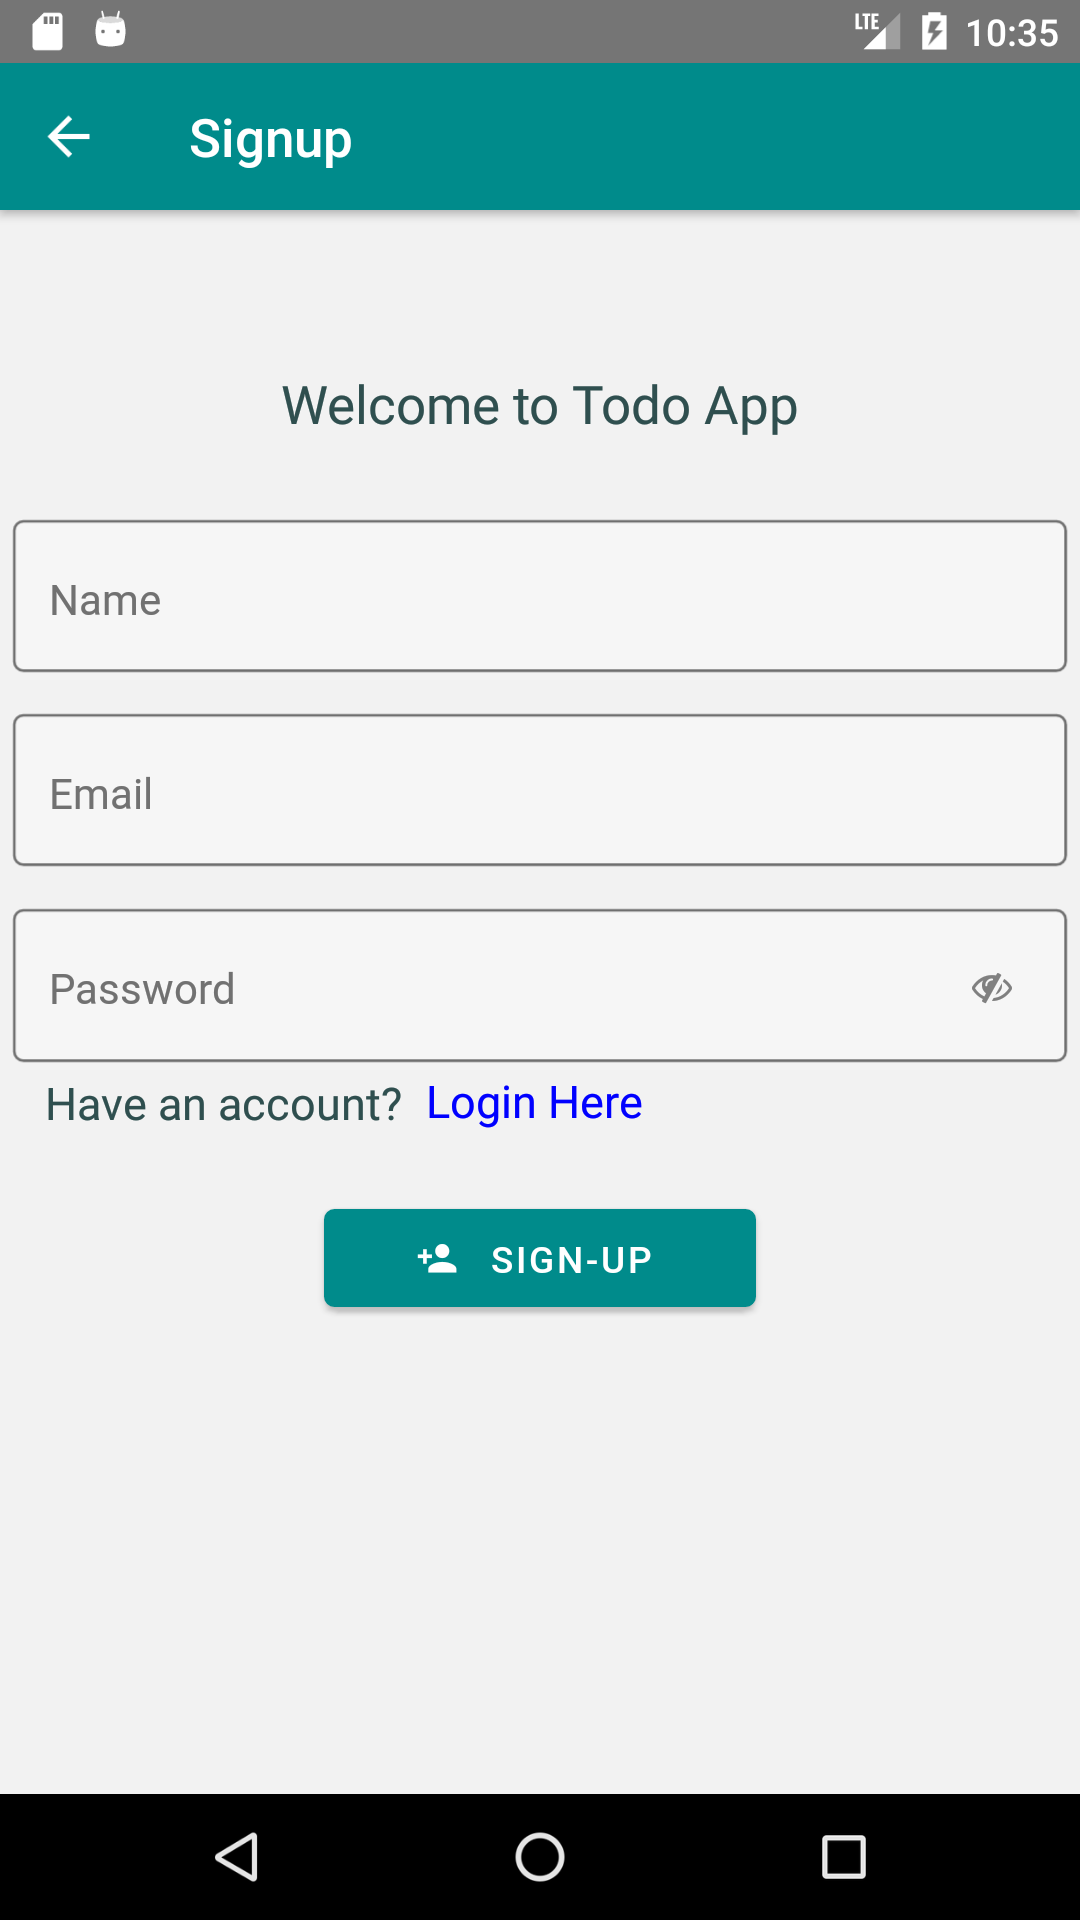 LTE 10:35
Signup
Welcome to Todo App
Name
Email
Password
Have an account? Login Here
SIGN-UP